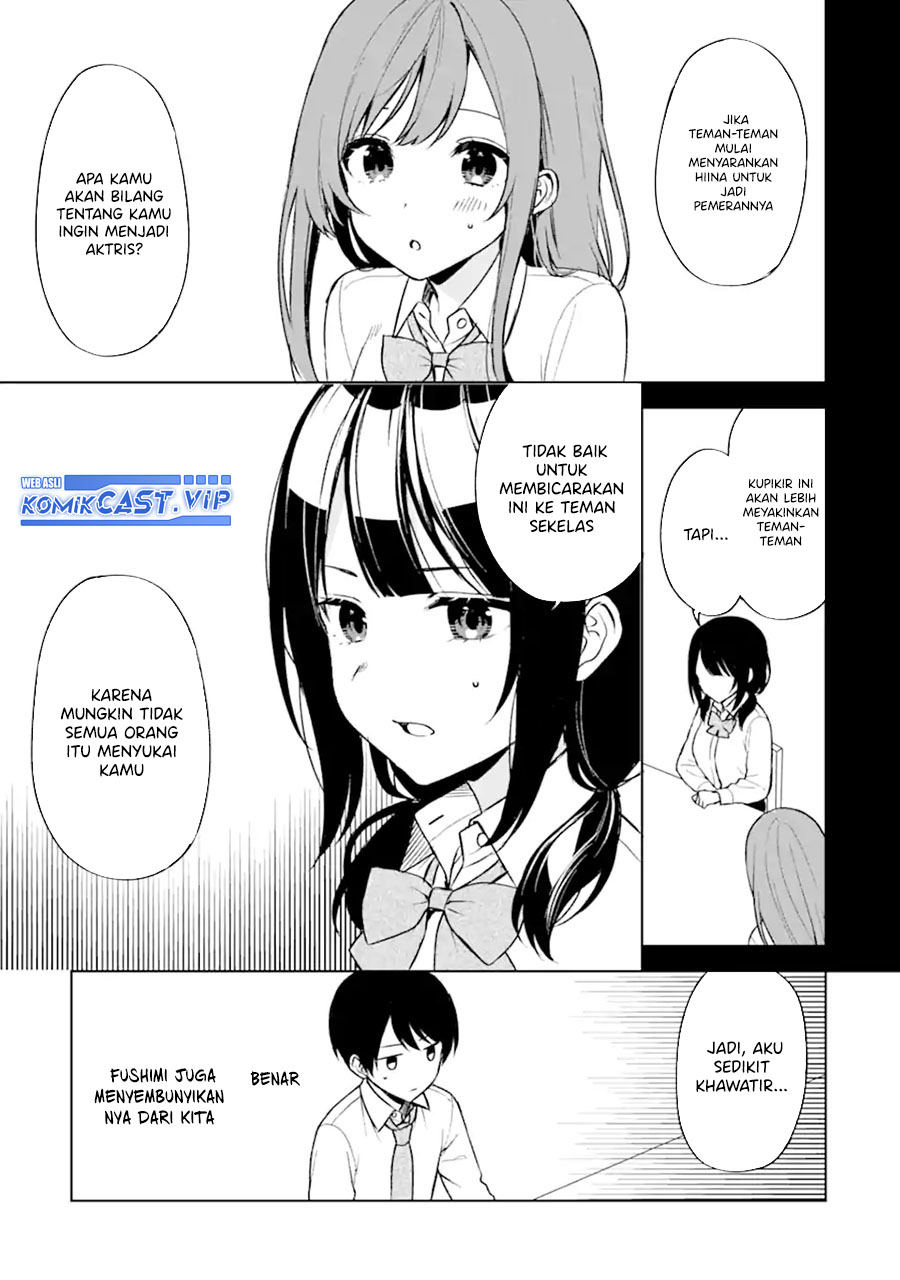 JIKA
TEMAN-TEMAN
MULAI
MENYARANKAN
HIINA UNTUK
JADI
PEMERANNYA
APA KAMU
AKAN BILANG
TENTANG KAMU
INGIN MENJADI
AKTRIS?
KUPIKIR INI
AKAN LEBIH
MEYAKINKAN
TEMAN-
TEMAN
TAPI...
TIDAK BAIK
UNTUK
MEMBICARAKAN
INI KE TEMAN
SEKELAS
WEB ASLI
KOMIKCAST.VIP
KARENA
MUNGKIN TIDAK
SEMUA ORANG
ITU MENYUKAI
KAMU
JADI, AKU
SEDIKIT
KHAWATIR...
BENAR
FUSHIMI JUGA
MENYEMBUNYIKAN
NYA DARI KITA